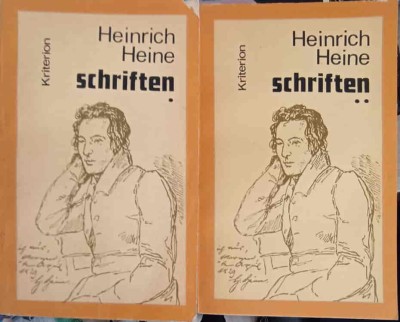 Kriterion
Heinrich
Heine
schriften
Kriterion
Heinrich
Heine
schriften